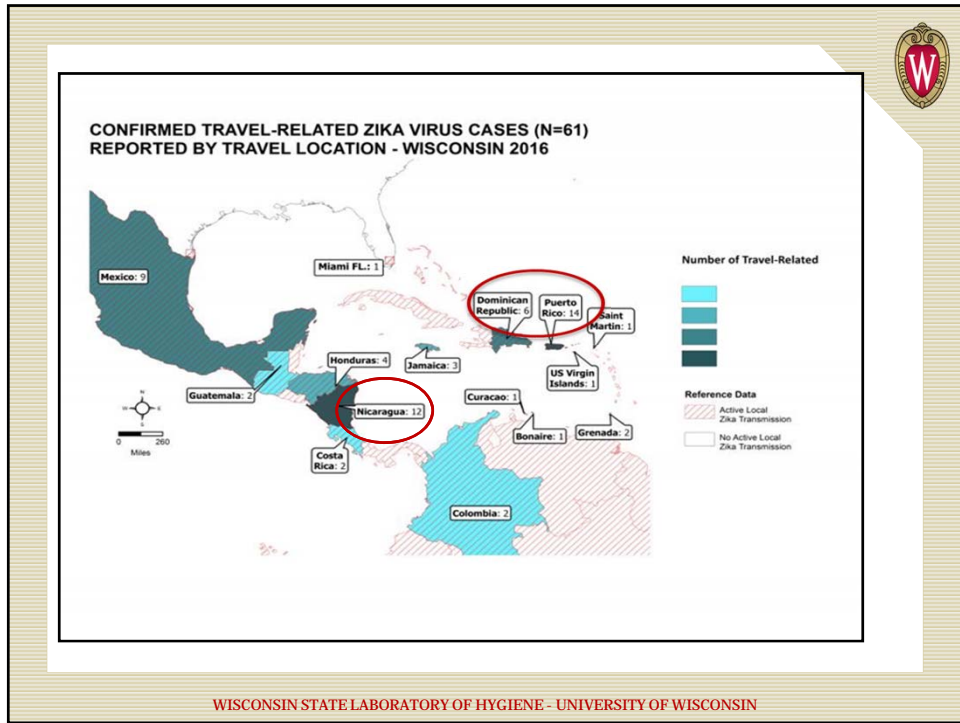 W
CONFIRMED TRAVEL-RELATED ZIKA VIRUS CASES (N=61)
REPORTED BY TRAVEL LOCATION - WISCONSIN 2016
Mexico: 9
Miami FL.: 1
Dominican
Republic: 6
Puerto
Rico: 14
Saint
Martin: 1
Honduras: 4
Jamaica: 3
US Virgin
Islands: 1
Guatemala: 2
Nicaragua: 12
Curacao: 1
Bonaire: 1
Grenada: 2
Costa
Rica: 2
Colombia: 2
N
W
E
S
0 260
Miles
Number of Travel-Related
Reference Data
Active Local
Zika Transmission
No Active Local
Zika Transmission
WISCONSIN STATE LABORATORY OF HYGIENE - UNIVERSITY OF WISCONSIN